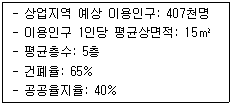 - 상업지역 예상 이용인구: 407천명
- 이용인구 1인당 평균상면적: 15㎡
- 평균층수: 5층
- 건폐율: 65%
- 공공율지율: 40%